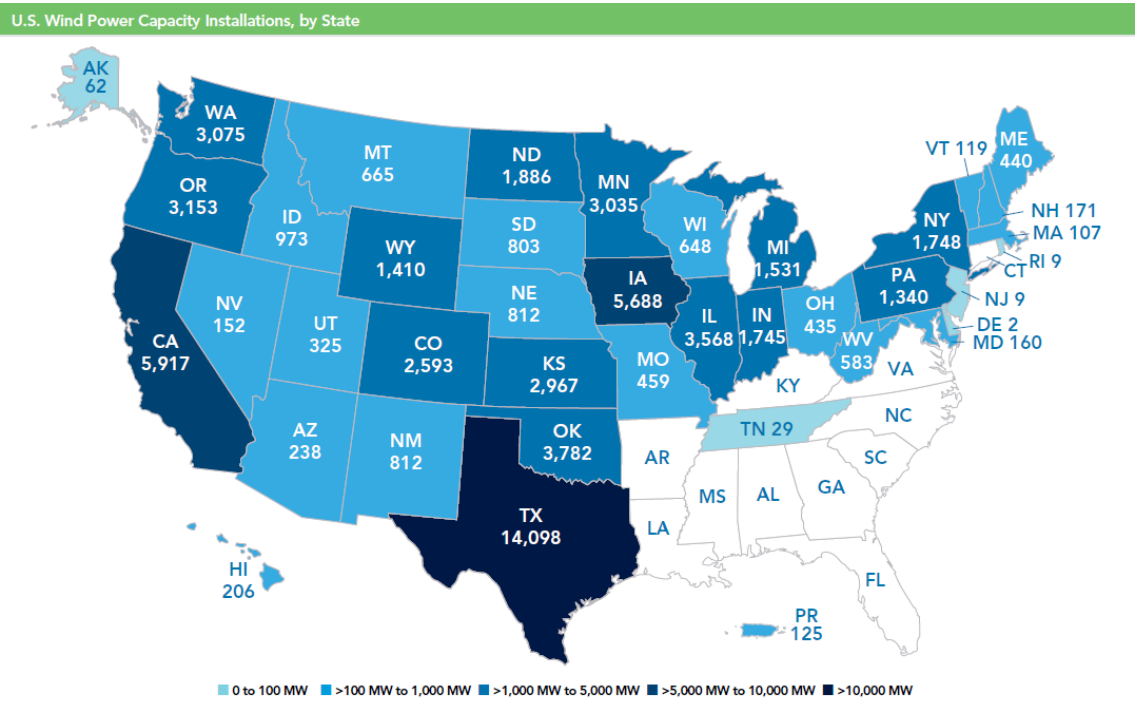 U.S. Wind Power Capacity Installations, by State
AK
62
WA
3,075
OR
3,153
CA
5,917
NV
152
ID
973
MT
665
WY
1,410
UT
325
AZ
238
CO
2,593
NM
812
ND
1,886
SD
803
NE
812
KS
2,967
OK
3,782
TX
14,098
MN
3,035
IA
5,688
MO
459
AR
LA
WI
648
IL
3,568
MI
1,531
IN
1,745
OH
435
KY
TN 29
MS
AL
GA
FL
SC
NC
VA
WV
583
PA
1,340
NY
1,748
VT 119
ME
440
NH 171
MA 107
RI 9
CT
NJ 9
DE 2
MD 160
HI
206
PR
125
0 to 100 MW >100 MW to 1,000 MW >1,000 MW to 5,000 MW >5,000 MW to 10,000 MW >10,000 MW